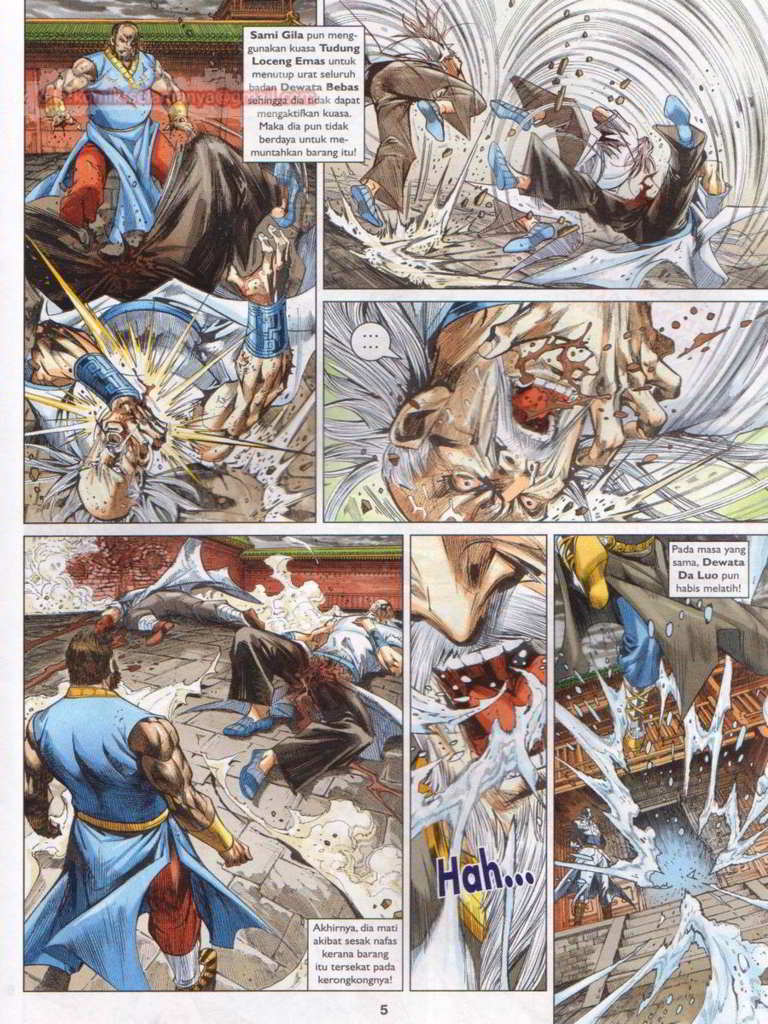 Sami Gila pun meng-
gunakan kuasa Tudung
Loceng Emas untuk
menutup urat seluruh
badan Dewata Bebas
sehingga dia tidak dapat
mengaktifkan kuasa.
Maka dia pun tidak
berdaya untuk me-
muntahkan barang itu!
...
Pada masa yang
sama, Dewata
Da Luo pun
habis melatih!
Hah...
Akhirnya, dia mati
akibat sesak nafas
kerana barang
itu tersekat pada
kerongkongnya!
5